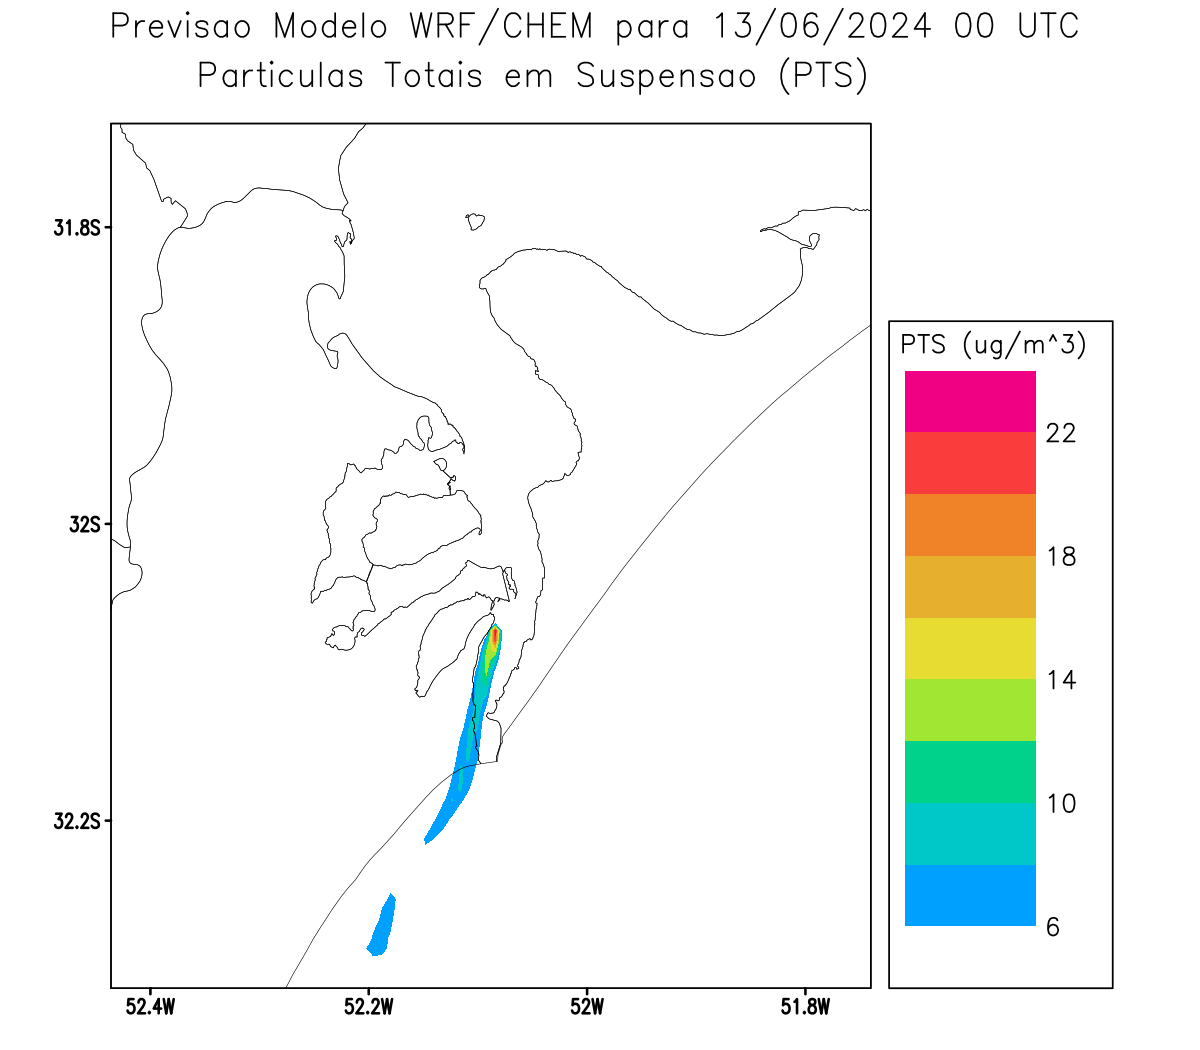 Previsao Modelo WRF/CHEM para 13/06/2024 00 UTC
Particulas Totais em Suspensao (PTS)
31.8S
32S
32.2S
52.4W
52.2W
52W
51.8W
PTS (ug/m^3)
22
18
14
10
6